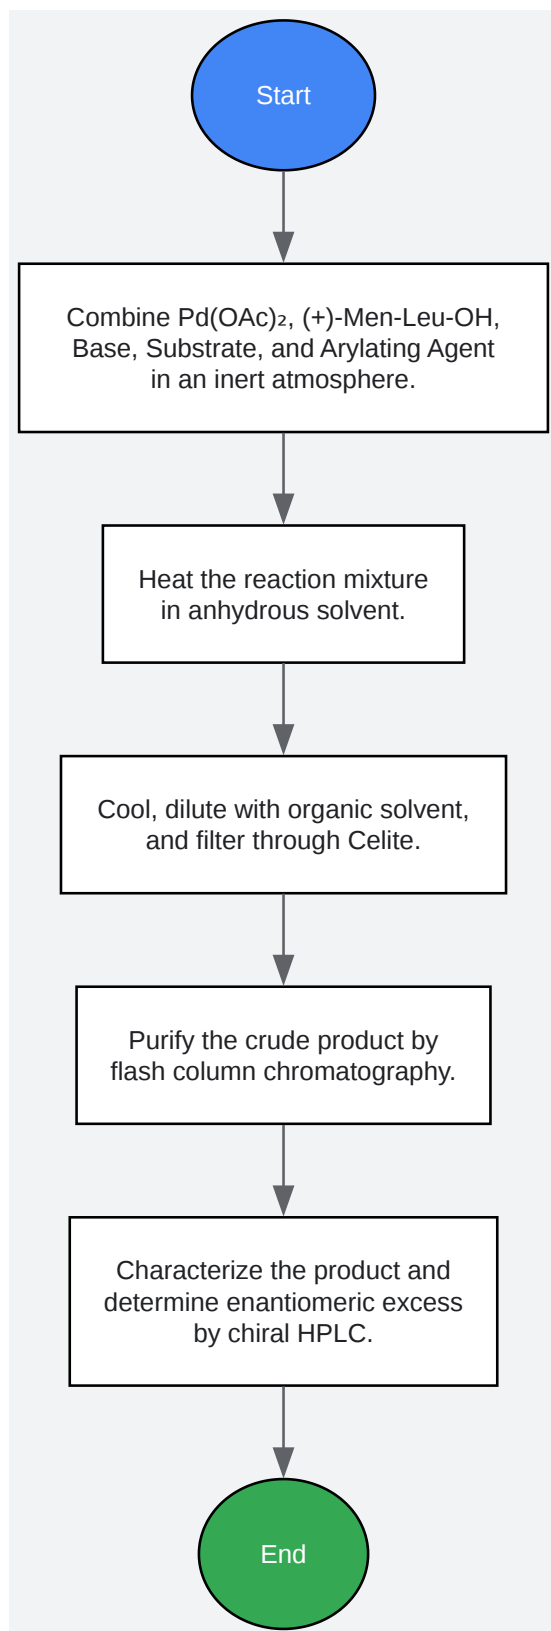 Start
Combine Pd(OAc)₂, (+)-Men-Leu-OH,
Base, Substrate, and Arylating Agent
in an inert atmosphere.
Heat the reaction mixture
in anhydrous solvent.
Cool, dilute with organic solvent,
and filter through Celite.
Purify the crude product by
flash column chromatography.
Characterize the product and
determine enantiomeric excess
by chiral HPLC.
End